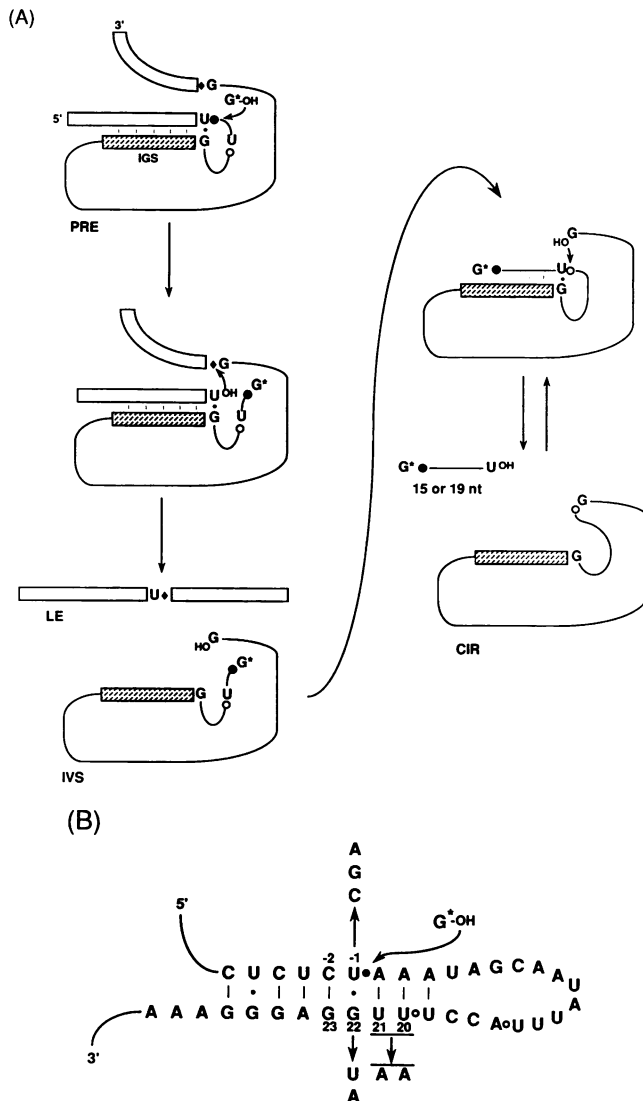 (A)
3'
G
G*-OH
5'
U
G
U
IGS
PRE
G
G*
U OH
G
U
U
LE
HO G
G*
G
U
IVS
G
HO
G*
U
G
G*
U OH
15 or 19 nt
G
G
CIR
(B)
A
G
C
5'
G*-OH
-2 -1
C U C U C U A A A U A G C A A U A
3'
A A A G G G A G G U U U C C A U U U
23 22 21 20
U A A
A